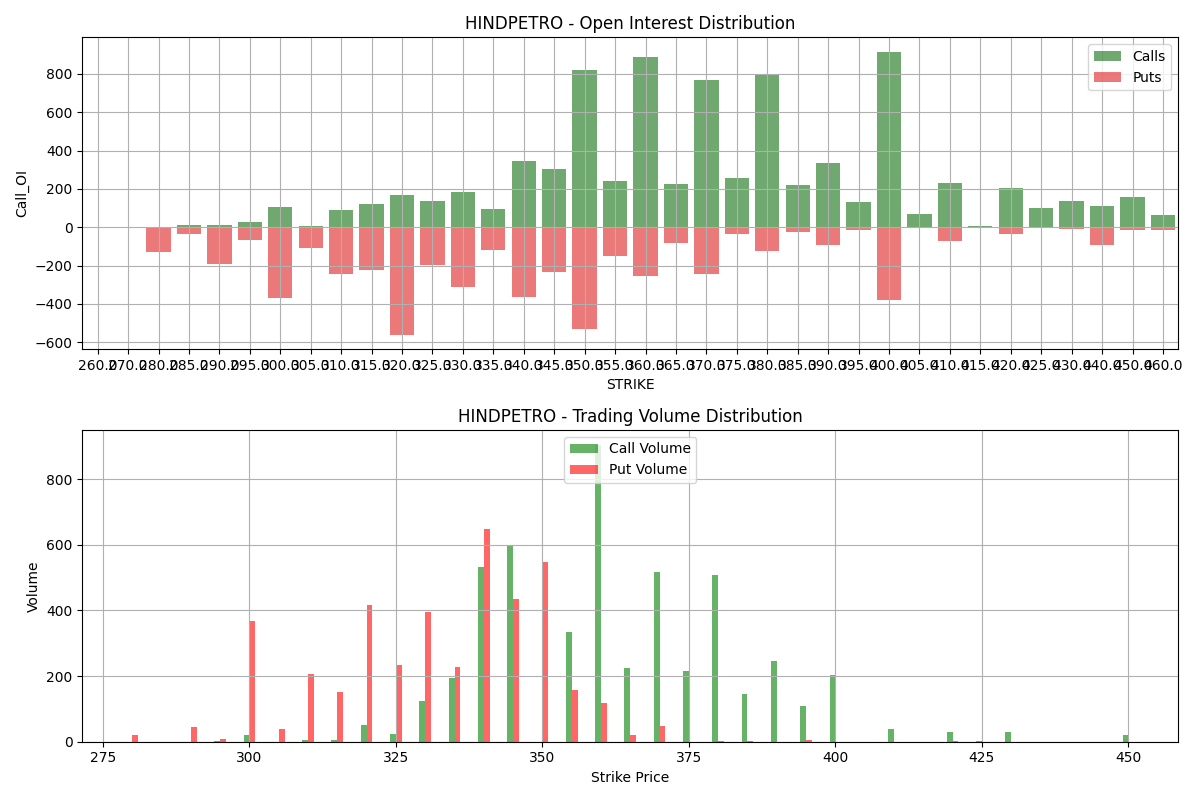 HINDPETRO - Open Interest Distribution
Calls
Puts
Call_OI
800
600
400
200
0
−200
−400
−600
260.0 270.0 280.0 285.0 290.0 295.0 300.0 305.0 310.0 315.0 320.0 325.0 330.0 335.0 340.0 345.0 350.0 355.0 360.0 365.0 370.0 375.0 380.0 385.0 390.0 395.0 400.0 405.0 410.0 415.0 420.0 425.0 430.0 440.0 450.0 460.0
STRIKE
HINDPETRO - Trading Volume Distribution
Call Volume
Put Volume
Volume
800
600
400
200
0
275 300 325 350 375 400 425 450
Strike Price